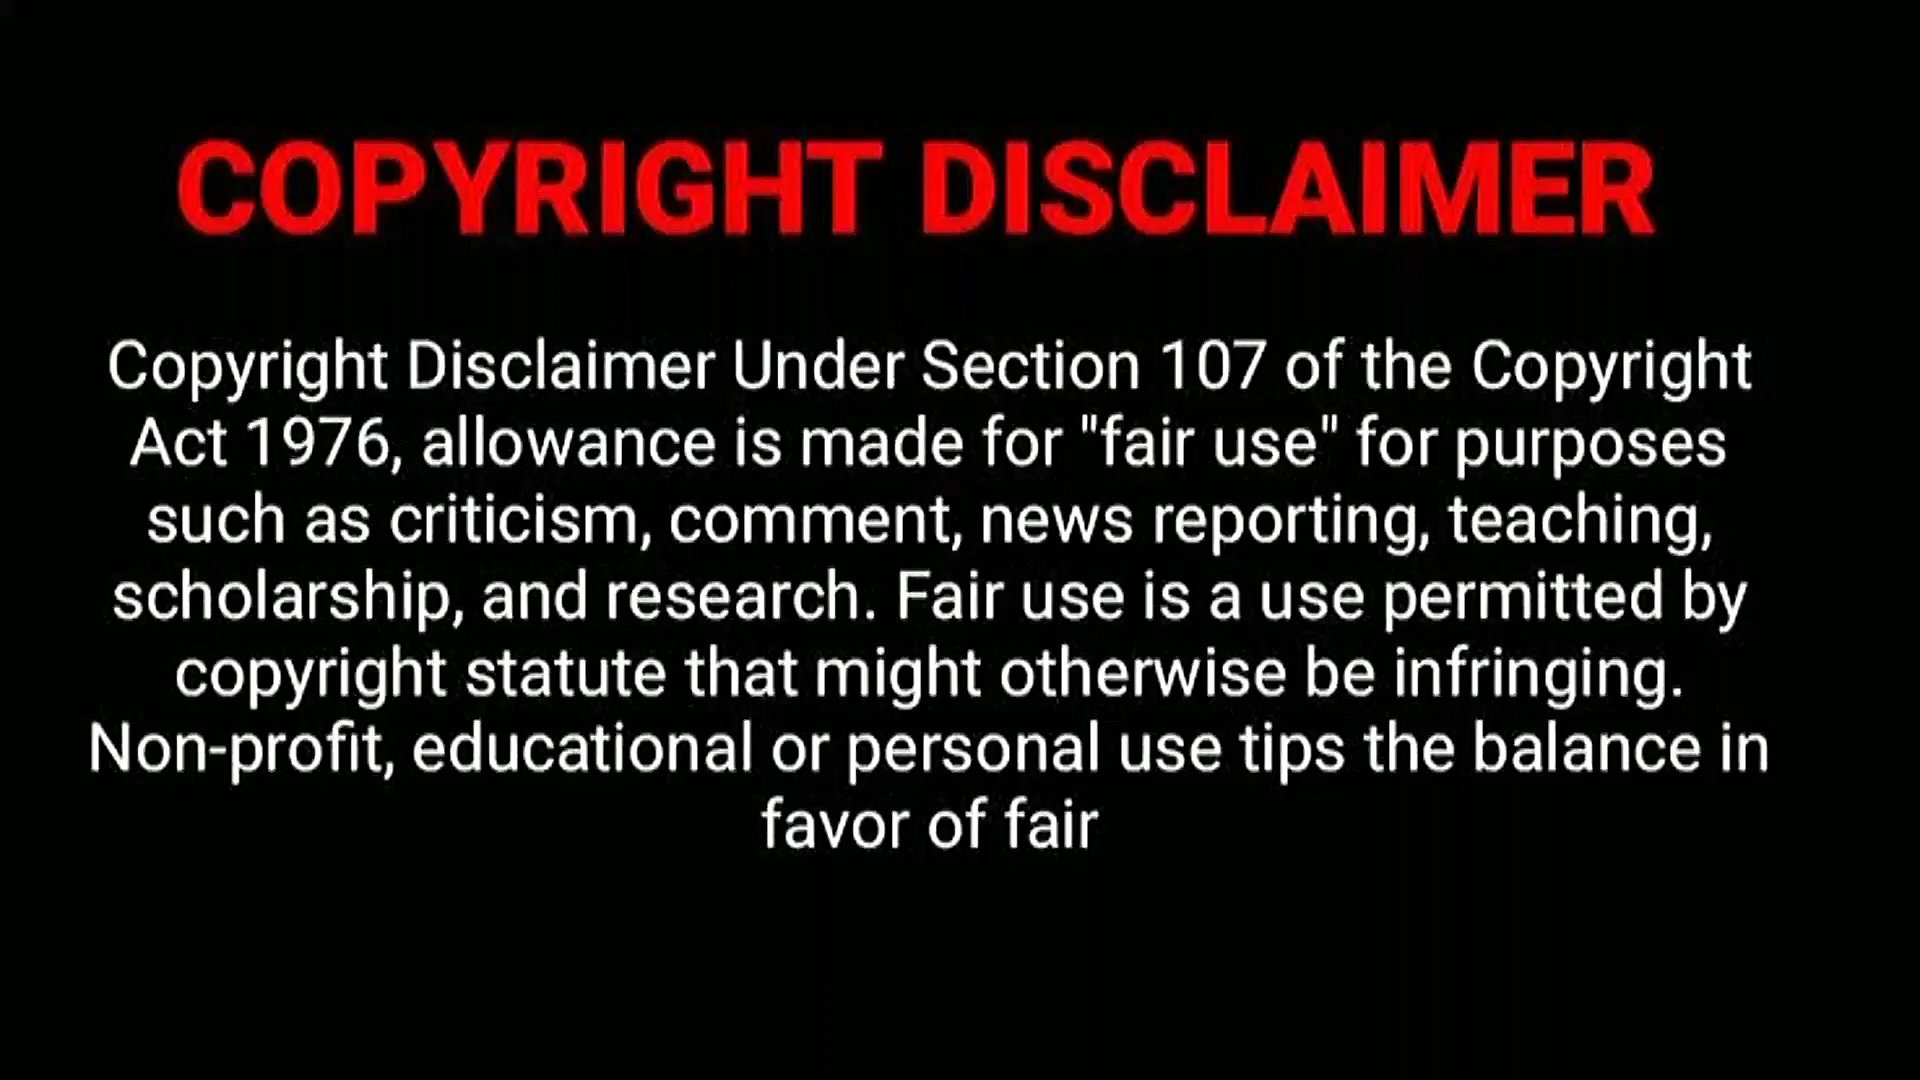 COPYRIGHT DISCLAIMER
Copyright Disclaimer Under Section 107 of the Copyright
Act 1976, allowance is made for "fair use" for purposes
such as criticism, comment, news reporting, teaching,
scholarship, and research. Fair use is a use permitted by
copyright statute that might otherwise be infringing.
Non-profit, educational or personal use tips the balance in
favor of fair